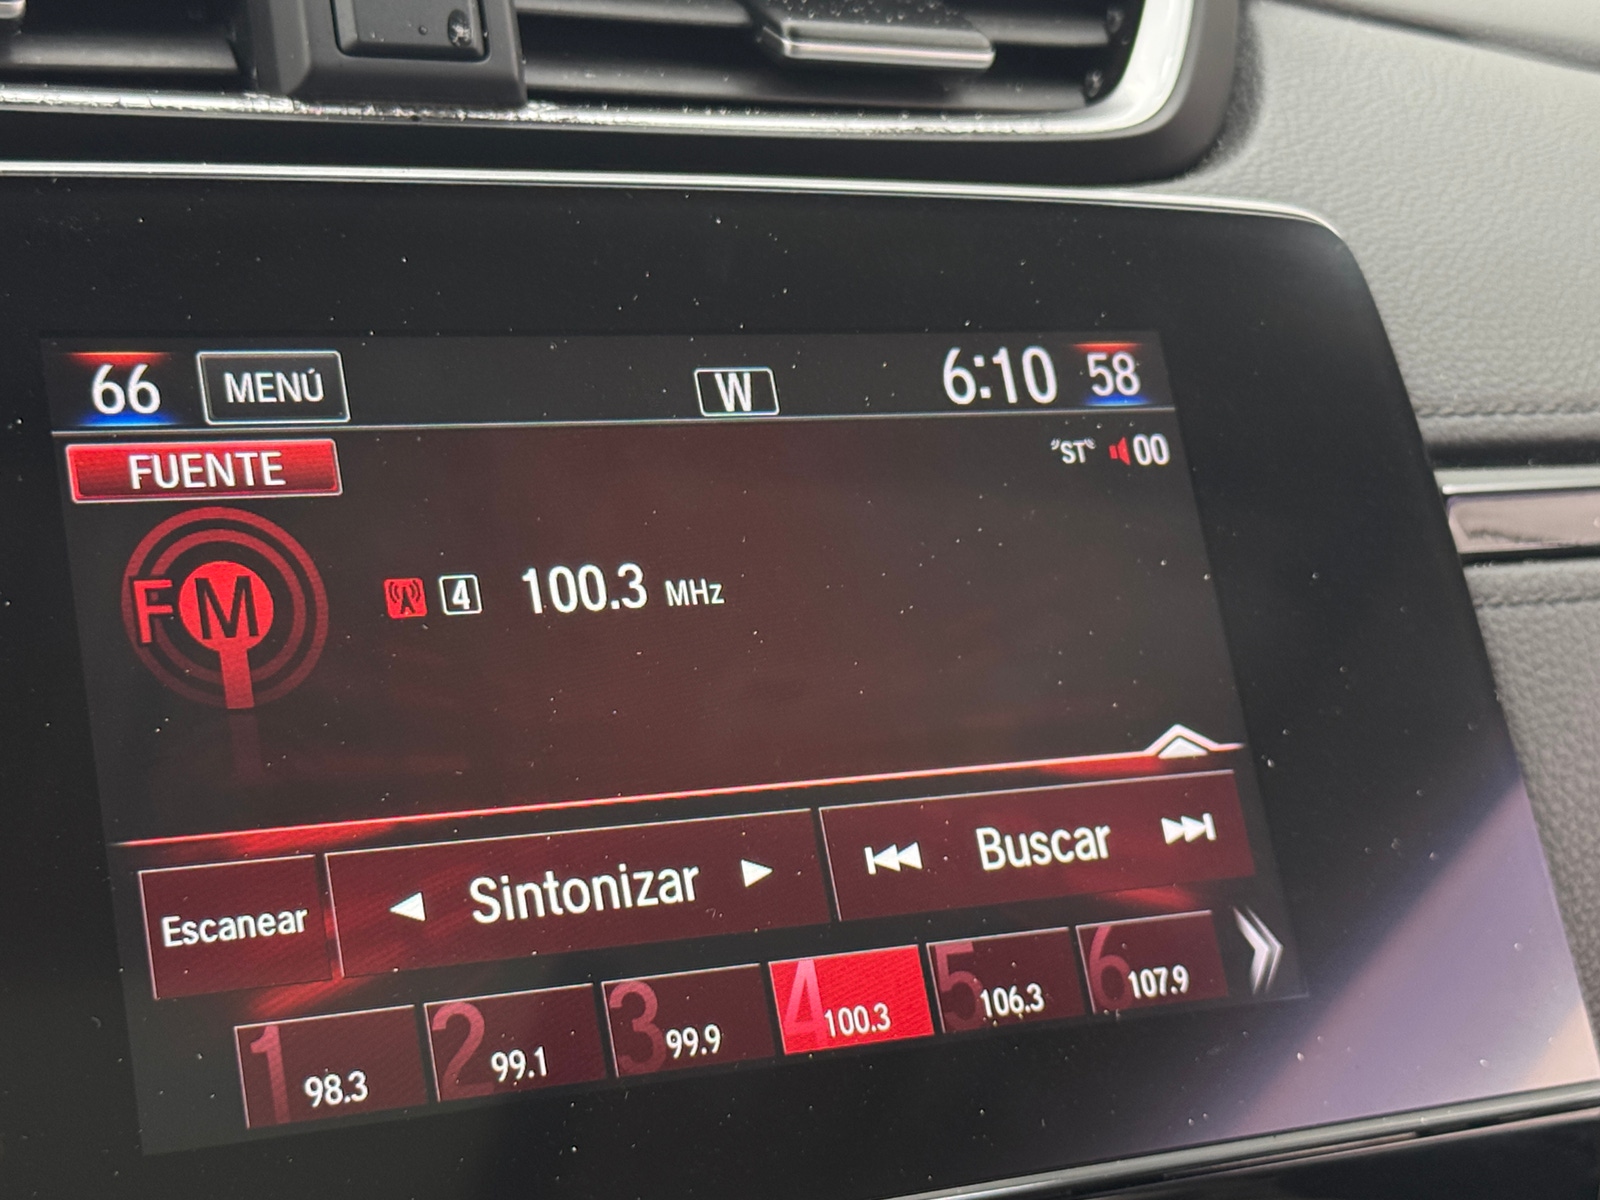 66 MENÚ W 6:10 58
FUENTE "ST" 00
FM 4 100.3 MHz
Escanear Sintonizar Buscar
1 98.3 2 99.1 3 99.9 4 100.3 5 106.3 6 107.9